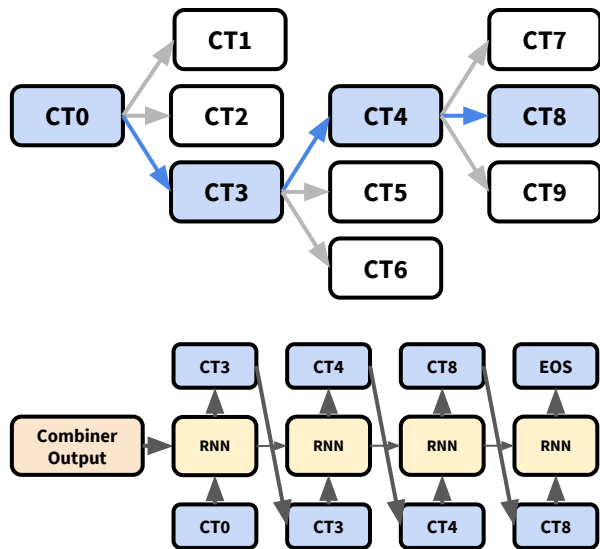 CT1
CT7
CT0
CT2
CT4
CT8
CT3
CT5
CT9
CT6
CT3
CT4
CT8
EOS
Combiner
Output
RNN
RNN
RNN
RNN
CT0
CT3
CT4
CT8